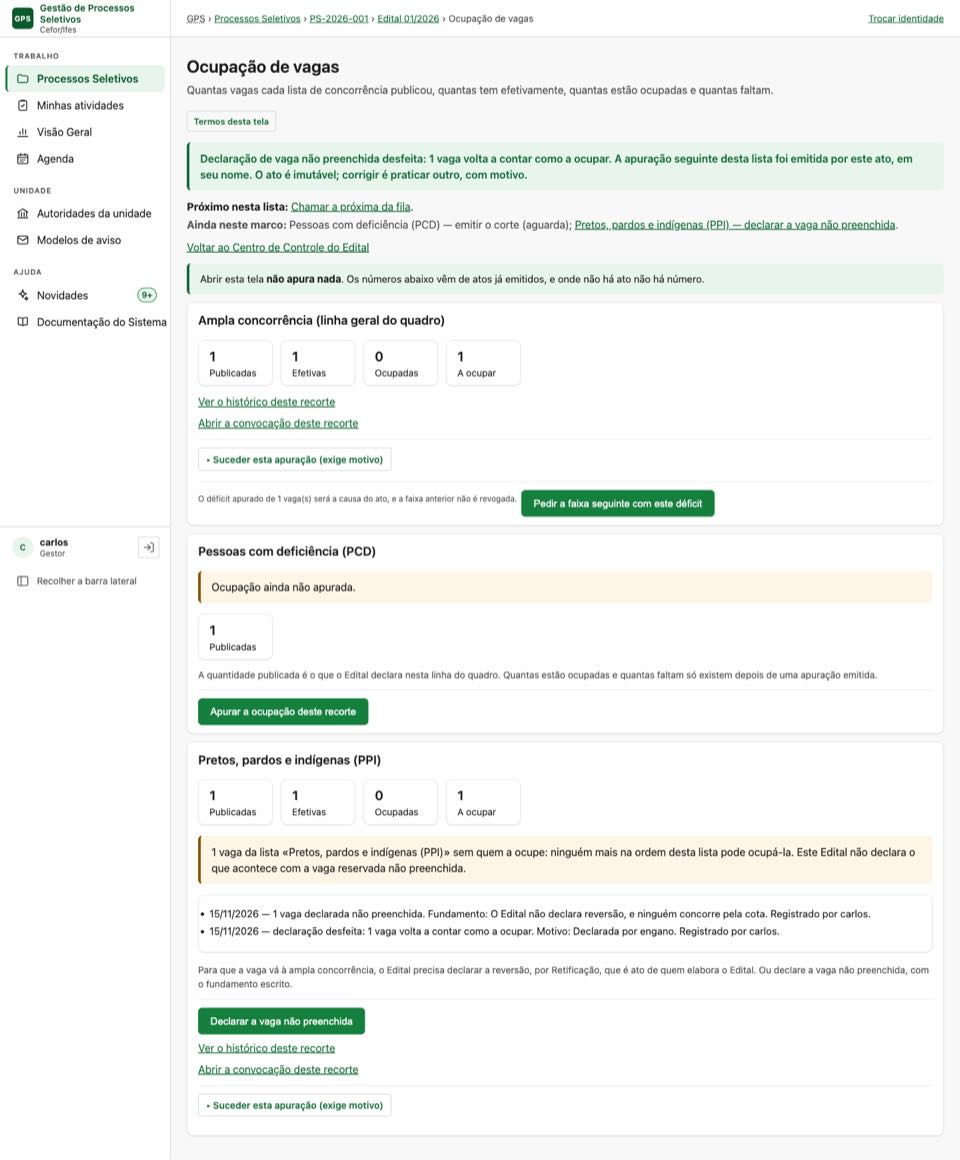 GPS
Gestão de Processos
Seletivos
Cefor/Ifes
GPS › Processos Seletivos › PS-2026-001 › Edital 01/2026 › Ocupação de vagas
Trocar identidade
TRABALHO
Processos Seletivos
Minhas atividades
Visão Geral
Agenda
UNIDADE
Autoridades da unidade
Modelos de aviso
AJUDA
Novidades 9+
Documentação do Sistema
C
carlos
Gestor
Recolher a barra lateral
Ocupação de vagas
Quantas vagas cada lista de concorrência publicou, quantas tem efetivamente, quantas estão ocupadas e quantas faltam.
Termos desta tela
Declaração de vaga não preenchida desfeita: 1 vaga volta a contar como a ocupar. A apuração seguinte desta lista foi emitida por este ato, em
seu nome. O ato é imutável; corrigir é praticar outro, com motivo.
Próximo nesta lista: Chamar a próxima da fila.
Ainda neste marco: Pessoas com deficiência (PCD) — emitir o corte (aguarda); Pretos, pardos e indígenas (PPI) — declarar a vaga não preenchida.
Voltar ao Centro de Controle do Edital
Abrir esta tela não apura nada. Os números abaixo vêm de atos já emitidos, e onde não há ato não há número.
Ampla concorrência (linha geral do quadro)
1 1 0 1
Publicadas Efetivas Ocupadas A ocupar
Ver o histórico deste recorte
Abrir a convocação deste recorte
▸ Suceder esta apuração (exige motivo)
O déficit apurado de 1 vaga(s) será a causa do ato, e a faixa anterior não é revogada. Pedir a faixa seguinte com este déficit
Pessoas com deficiência (PCD)
Ocupação ainda não apurada.
1
Publicadas
A quantidade publicada é o que o Edital declara nesta linha do quadro. Quantas estão ocupadas e quantas faltam só existem depois de uma apuração emitida.
Apurar a ocupação deste recorte
Pretos, pardos e indígenas (PPI)
1 1 0 1
Publicadas Efetivas Ocupadas A ocupar
1 vaga da lista «Pretos, pardos e indígenas (PPI)» sem quem a ocupe: ninguém mais na ordem desta lista pode ocupá-la. Este Edital não declara o
que acontece com a vaga reservada não preenchida.
• 15/11/2026 — 1 vaga declarada não preenchida. Fundamento: O Edital não declara reversão, e ninguém concorre pela cota. Registrado por carlos.
• 15/11/2026 — declaração desfeita: 1 vaga volta a contar como a ocupar. Motivo: Declarada por engano. Registrado por carlos.
Para que a vaga vá à ampla concorrência, o Edital precisa declarar a reversão, por Retificação, que é ato de quem elabora o Edital. Ou declare a vaga não preenchida, com
o fundamento escrito.
Declarar a vaga não preenchida
Ver o histórico deste recorte
Abrir a convocação deste recorte
▸ Suceder esta apuração (exige motivo)